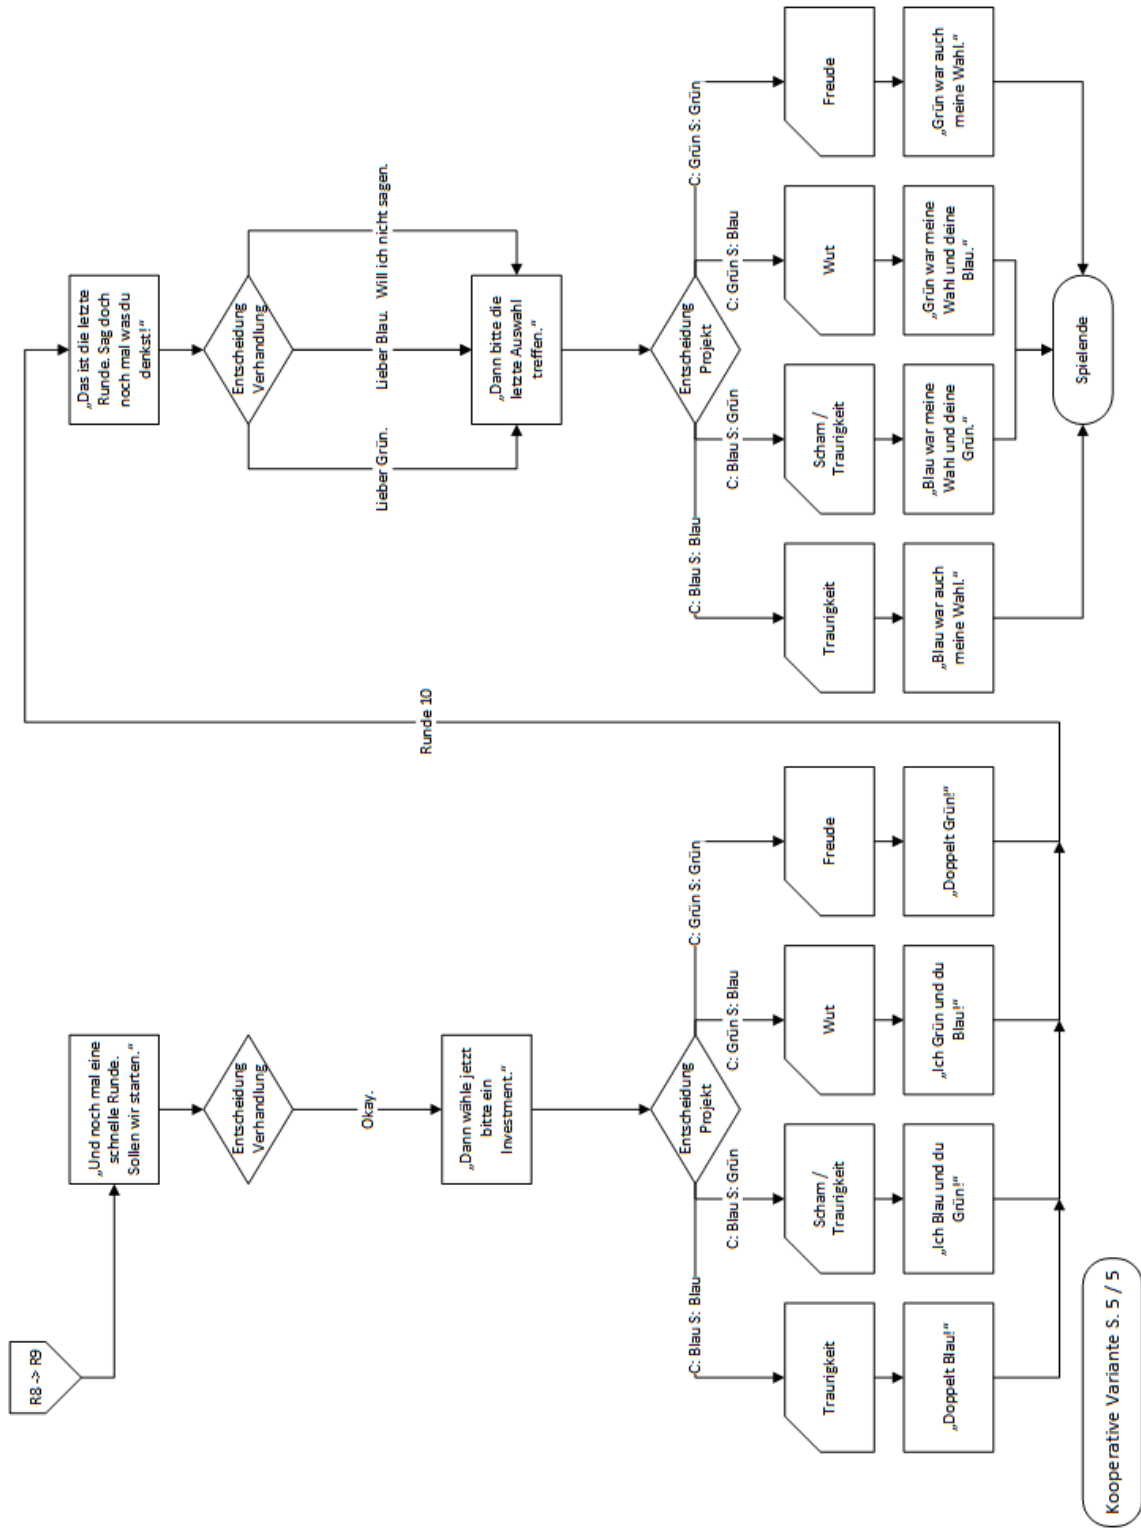 R8 -> R9
„Und noch mal eine
schnelle Runde.
Sollen wir starten.“
Entscheidung
Verhandlung
Okay.
„Dann wähle jetzt
bitte ein
Investment.“
Entscheidung
Projekt
C: Blau S: Blau
C: Blau S: Grün
C: Grün S: Blau
C: Grün S: Grün
Traurigkeit
Scham /
Traurigkeit
Wut
Freude
„Doppelt Blau!“
„Ich Blau und du
Grün!“
„Ich Grün und du
Blau!“
„Doppelt Grün!“
Runde 10
„Das ist die letzte
Runde. Sag doch
noch mal was du
denkst!“
Entscheidung
Verhandlung
Lieber Grün.
Lieber Blau.
Will ich nicht sagen.
„Dann bitte die
letzte Auswahl
treffen.“
Entscheidung
Projekt
C: Blau S: Blau
C: Blau S: Grün
C: Grün S: Blau
C: Grün S: Grün
Traurigkeit
Scham /
Traurigkeit
Wut
Freude
„Blau war auch
meine Wahl.“
„Blau war meine
Wahl und deine
Grün.“
„Grün war meine
Wahl und deine
Blau.“
„Grün war auch
meine Wahl.“
Spielende
Kooperative Variante S. 5 / 5